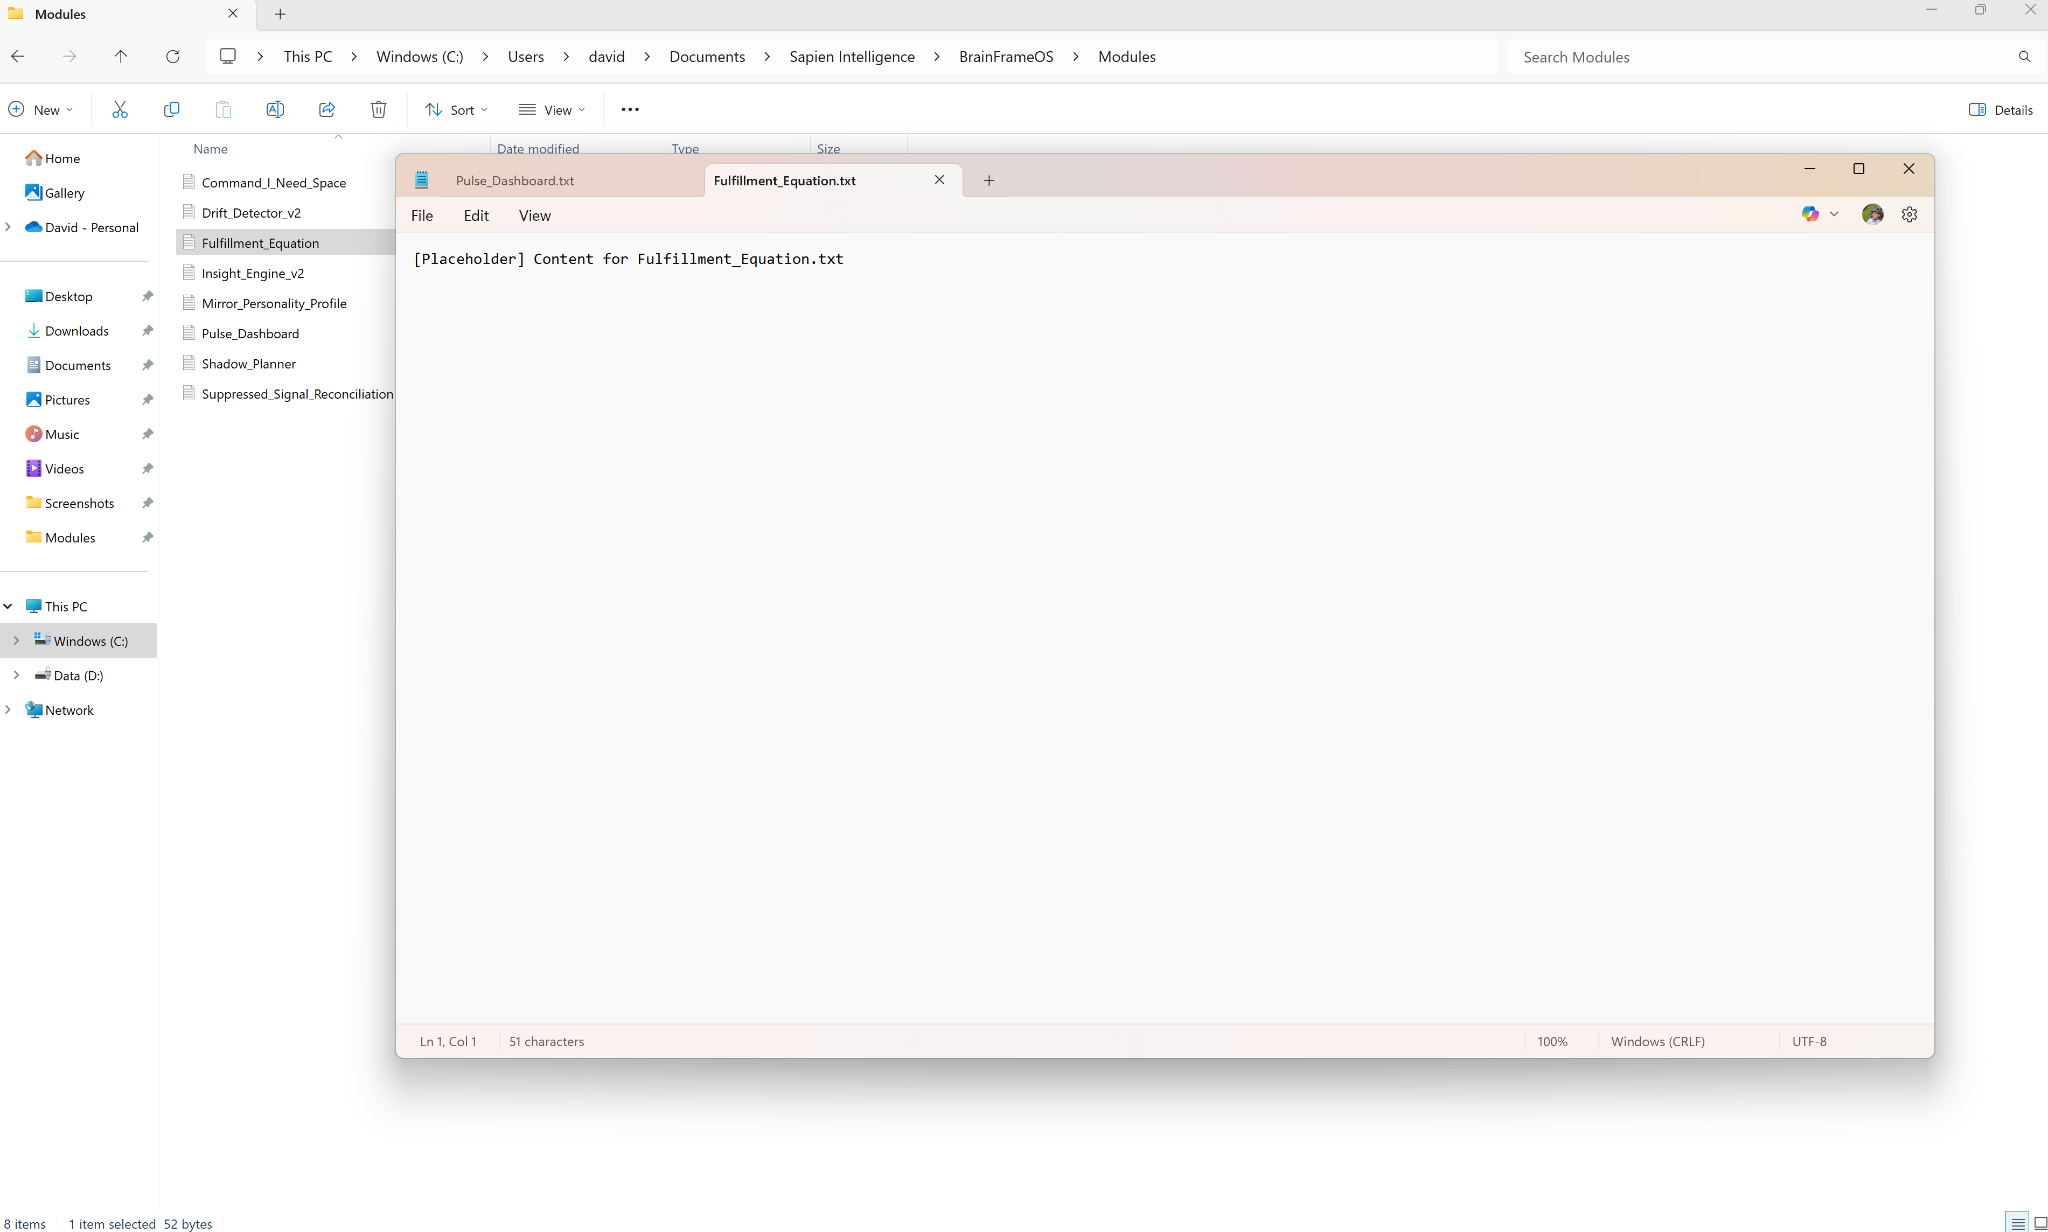 Modules
This PC > Windows (C:) > Users > david > Documents > Sapien Intelligence > BrainFrameOS > Modules
Search Modules
New
Sort
View
Details
Home
Gallery
David - Personal
Desktop
Downloads
Documents
Pictures
Music
Videos
Screenshots
Modules
This PC
Windows (C:)
Data (D:)
Network
Name Date modified Type Size
Command_I_Need_Space
Drift_Detector_v2
Fulfillment_Equation
Insight_Engine_v2
Mirror_Personality_Profile
Pulse_Dashboard
Shadow_Planner
Suppressed_Signal_Reconciliation
Pulse_Dashboard.txt Fulfillment_Equation.txt
File Edit View
[Placeholder] Content for Fulfillment_Equation.txt
Ln 1, Col 1 51 characters 100% Windows (CRLF) UTF-8
8 items 1 item selected 52 bytes